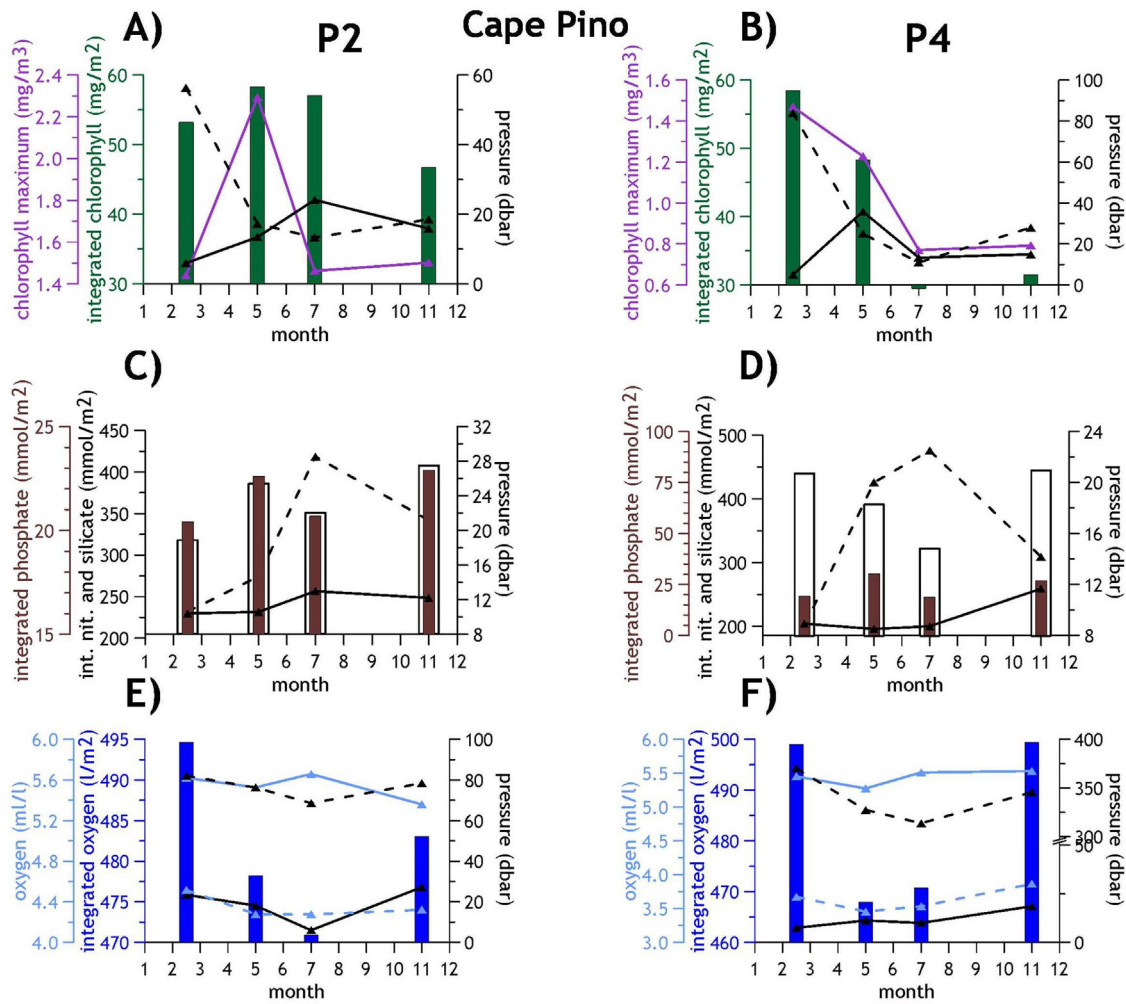 Cape Pino
A) P2
B) P4
chlorophyll maximum (mg/m3)
2.4
2.2
2.0
1.8
1.6
1.4
integrated chlorophyll (mg/m2)
60
50
40
30
60
40
20
0
pressure (dbar)
1 2 3 4 5 6 7 8 9 10 11 12
month
chlorophyll maximum (mg/m3)
1.6
1.4
1.2
1.0
0.8
0.6
integrated chlorophyll (mg/m2)
60
50
40
30
100
80
60
40
20
0
pressure (dbar)
1 2 3 4 5 6 7 8 9 10 11 12
month
C)
integrated phosphate (mmol/m2)
25
20
15
int. nit. and silicate (mmol/m2)
450
400
350
300
250
200
32
28
24
20
16
12
8
pressure (dbar)
1 2 3 4 5 6 7 8 9 10 11 12
month
D)
integrated phosphate (mmol/m2)
100
75
50
25
0
int. nit. and silicate (mmol/m2)
500
400
300
200
24
20
16
12
8
pressure (dbar)
1 2 3 4 5 6 7 8 9 10 11 12
month
E)
oxygen (ml/l)
6.0
5.6
5.2
4.8
4.4
4.0
integrated oxygen (l/m2)
495
490
485
480
475
470
100
80
60
40
20
0
pressure (dbar)
1 2 3 4 5 6 7 8 9 10 11 12
month
F)
oxygen (ml/l)
6.0
5.5
5.0
4.5
4.0
3.5
3.0
integrated oxygen (l/m2)
500
490
480
470
460
400
350
300
50
0
pressure (dbar)
1 2 3 4 5 6 7 8 9 10 11 12
month